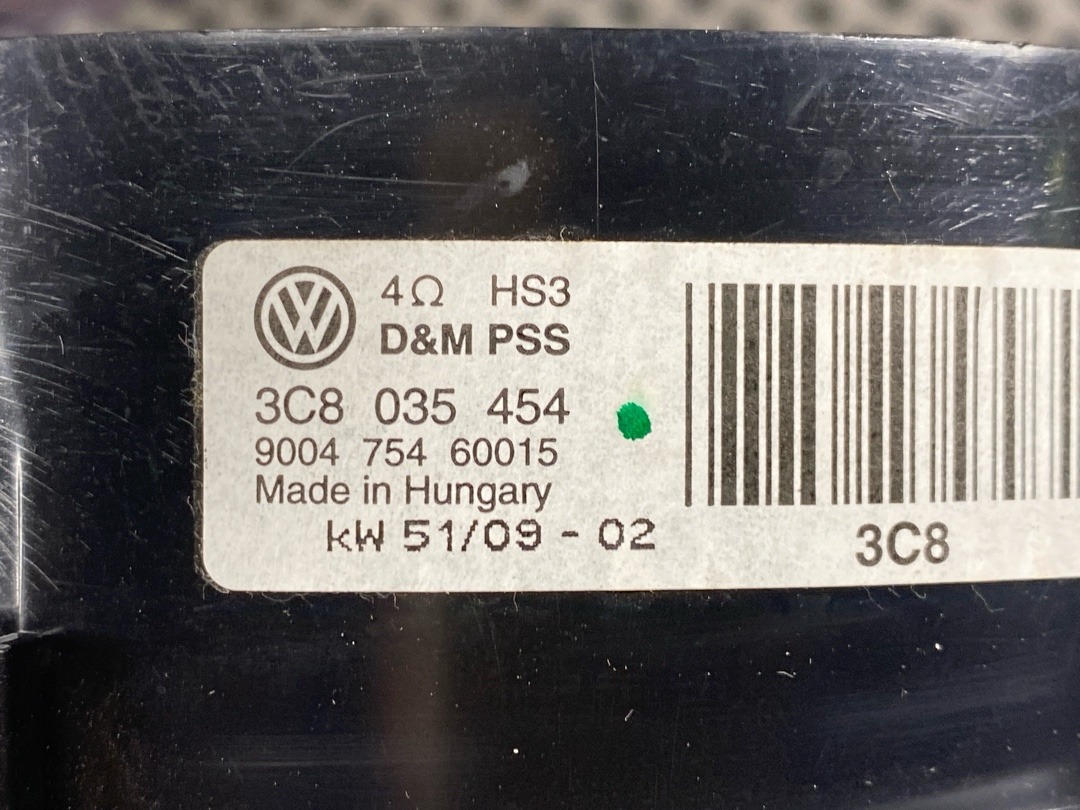 4Ω HS3
D&M PSS
3C8 035 454
9004 754 60015
Made in Hungary
kW 51/09 - 02
3C8